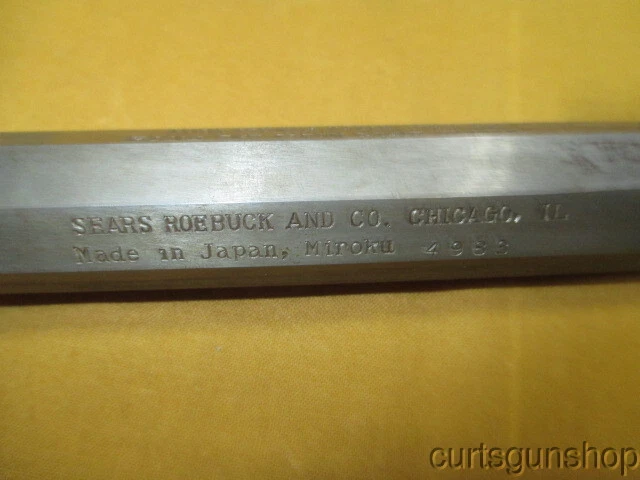 SEARS ROEBUCK AND CO. CHICAGO, IL
Made in Japan, Miroku
curtsgunshop